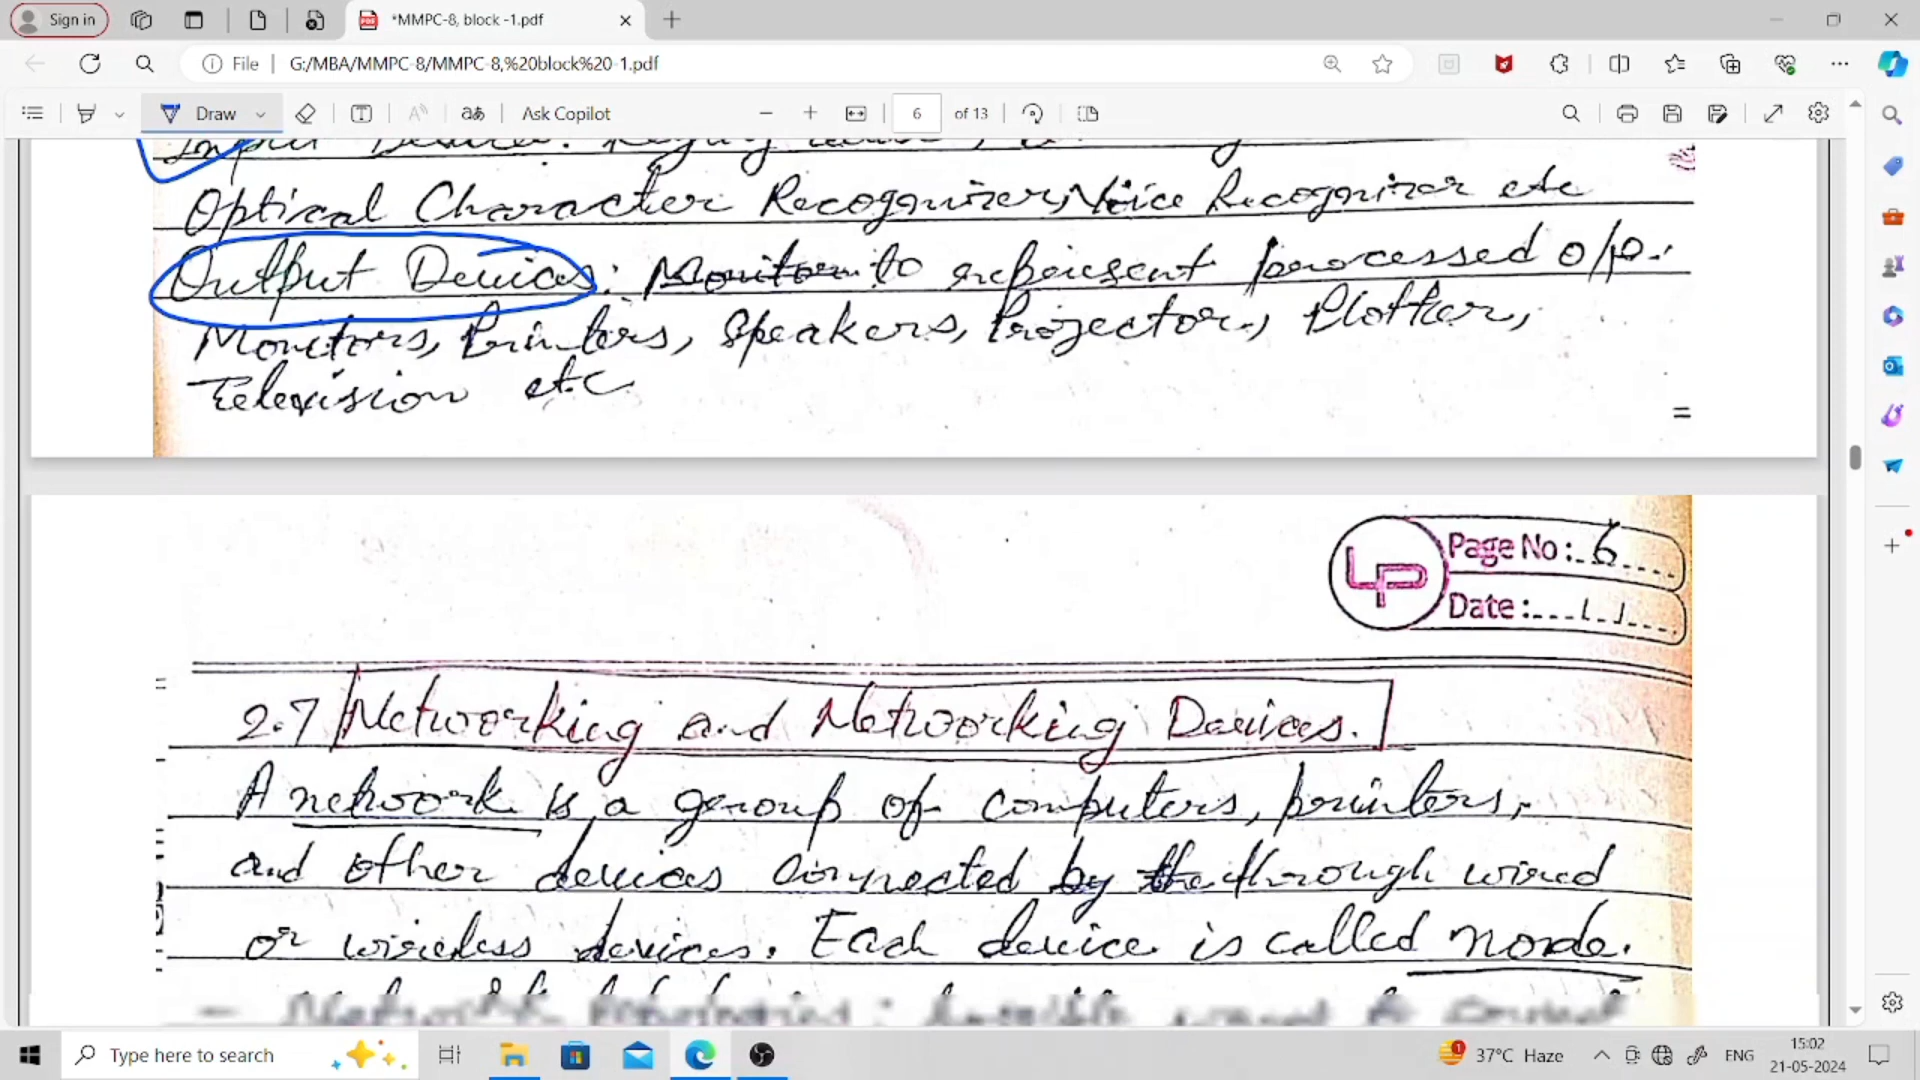 Sign in
*MMPC-8, block -1.pdf
File
G:/MBA/MMPC-8/MMPC-8,%20block%20-1.pdf
Draw
Ask Copilot
6 of 13
Input Devices:
Optical Character Recognizer, Voice Recognizer etc
Output Devices: Monitor to represent processed o/p.
Monitors, Printers, Speakers, Projector, Plotter,
Television etc
LP
Page No: 6
Date:
2.7 Networking and Networking Devices.
A network is a group of computers, printers,
and other devices connected by the through wired
or wireless devices. Each device is called node.
Type here to search
37°C Haze
ENG
15:02
21-05-2024